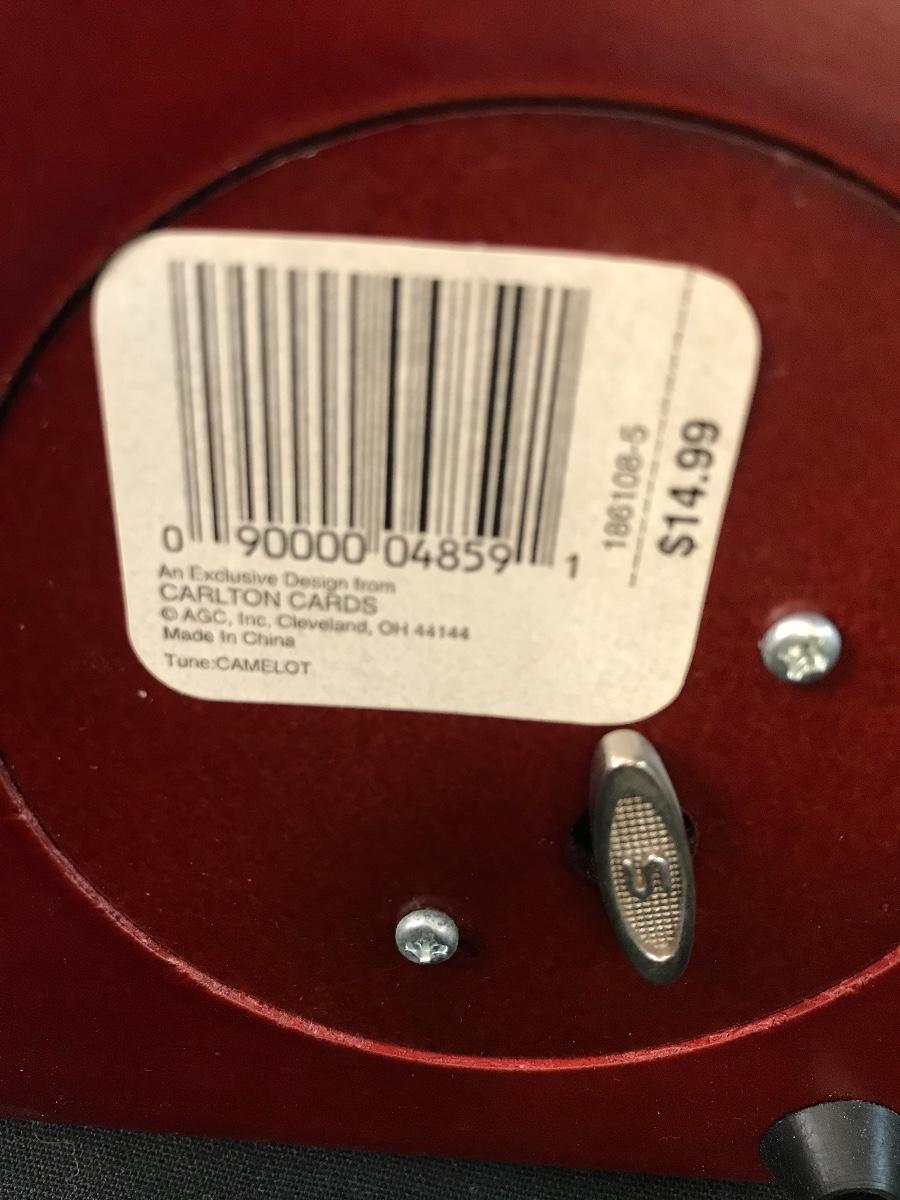 0 90000 04859 1
An Exclusive Design from
CARLTON CARDS
© AGC, Inc, Cleveland, OH 44144
Made In China
Tune:CAMELOT
186108-5
$14.99
S